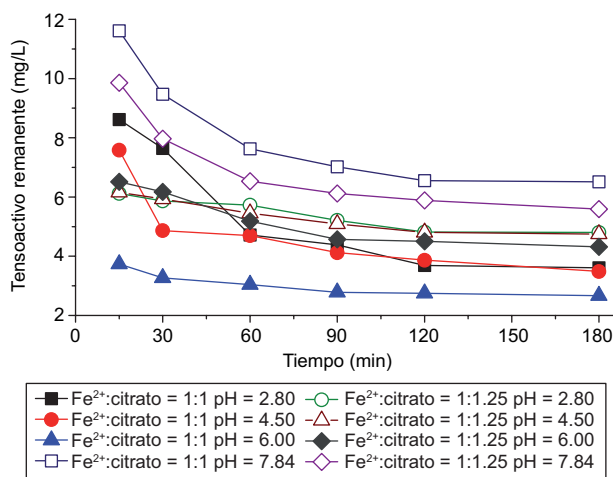 12
10
8
6
4
2
Tensoactivo remanente (mg/L)
0 30 60 90 120 150 180
Tiempo (min)
Fe²⁺:citrato = 1:1 pH = 2.80
Fe²⁺:citrato = 1:1 pH = 4.50
Fe²⁺:citrato = 1:1 pH = 6.00
Fe²⁺:citrato = 1:1 pH = 7.84
Fe²⁺:citrato = 1:1.25 pH = 2.80
Fe²⁺:citrato = 1:1.25 pH = 4.50
Fe²⁺:citrato = 1:1.25 pH = 6.00
Fe²⁺:citrato = 1:1.25 pH = 7.84